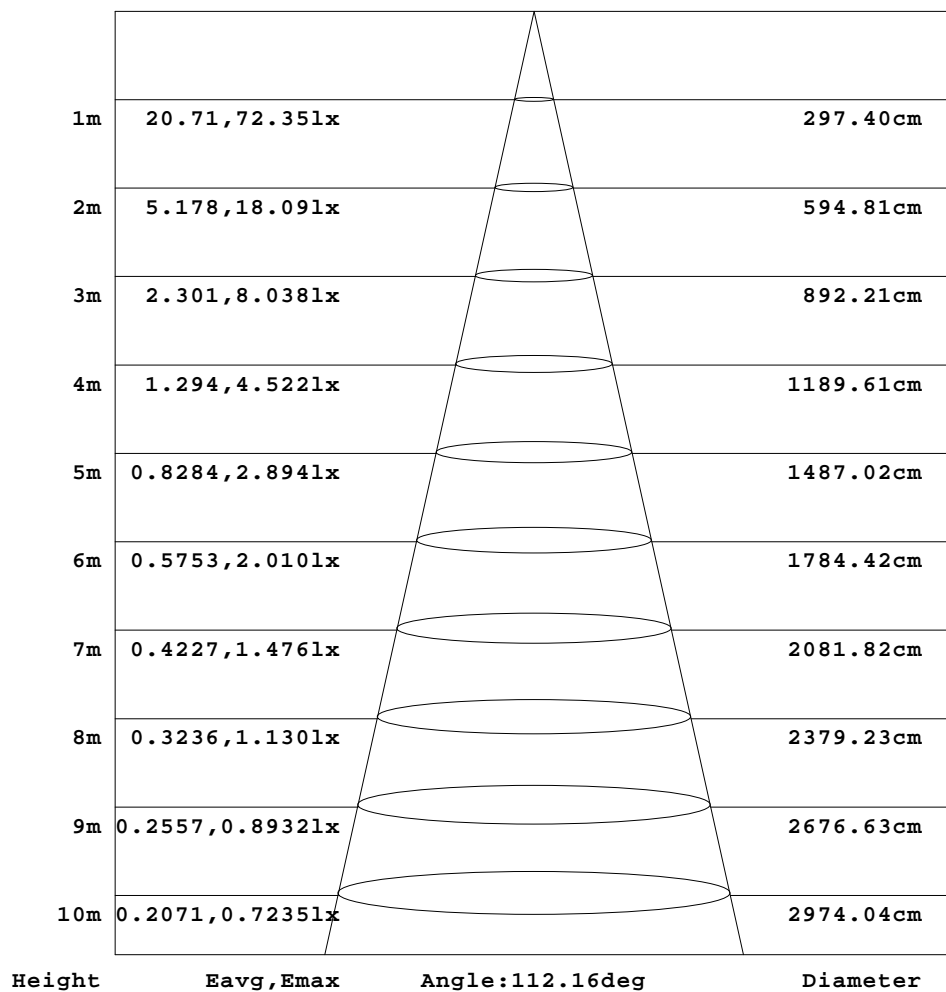 1m 20.71,72.35lx 297.40cm
2m 5.178,18.09lx 594.81cm
3m 2.301,8.038lx 892.21cm
4m 1.294,4.522lx 1189.61cm
5m 0.8284,2.894lx 1487.02cm
6m 0.5753,2.010lx 1784.42cm
7m 0.4227,1.476lx 2081.82cm
8m 0.3236,1.130lx 2379.23cm
9m 0.2557,0.8932lx 2676.63cm
10m 0.2071,0.7235lx 2974.04cm
Height Eavg,Emax Angle:112.16deg Diameter